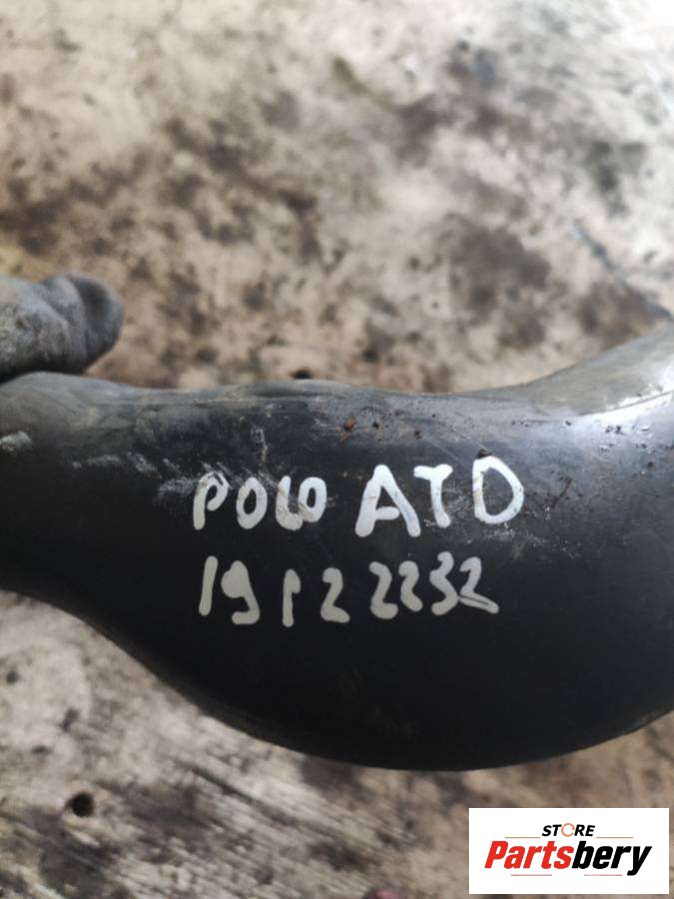 POLO ATD
19122232
STORE
Partsbery